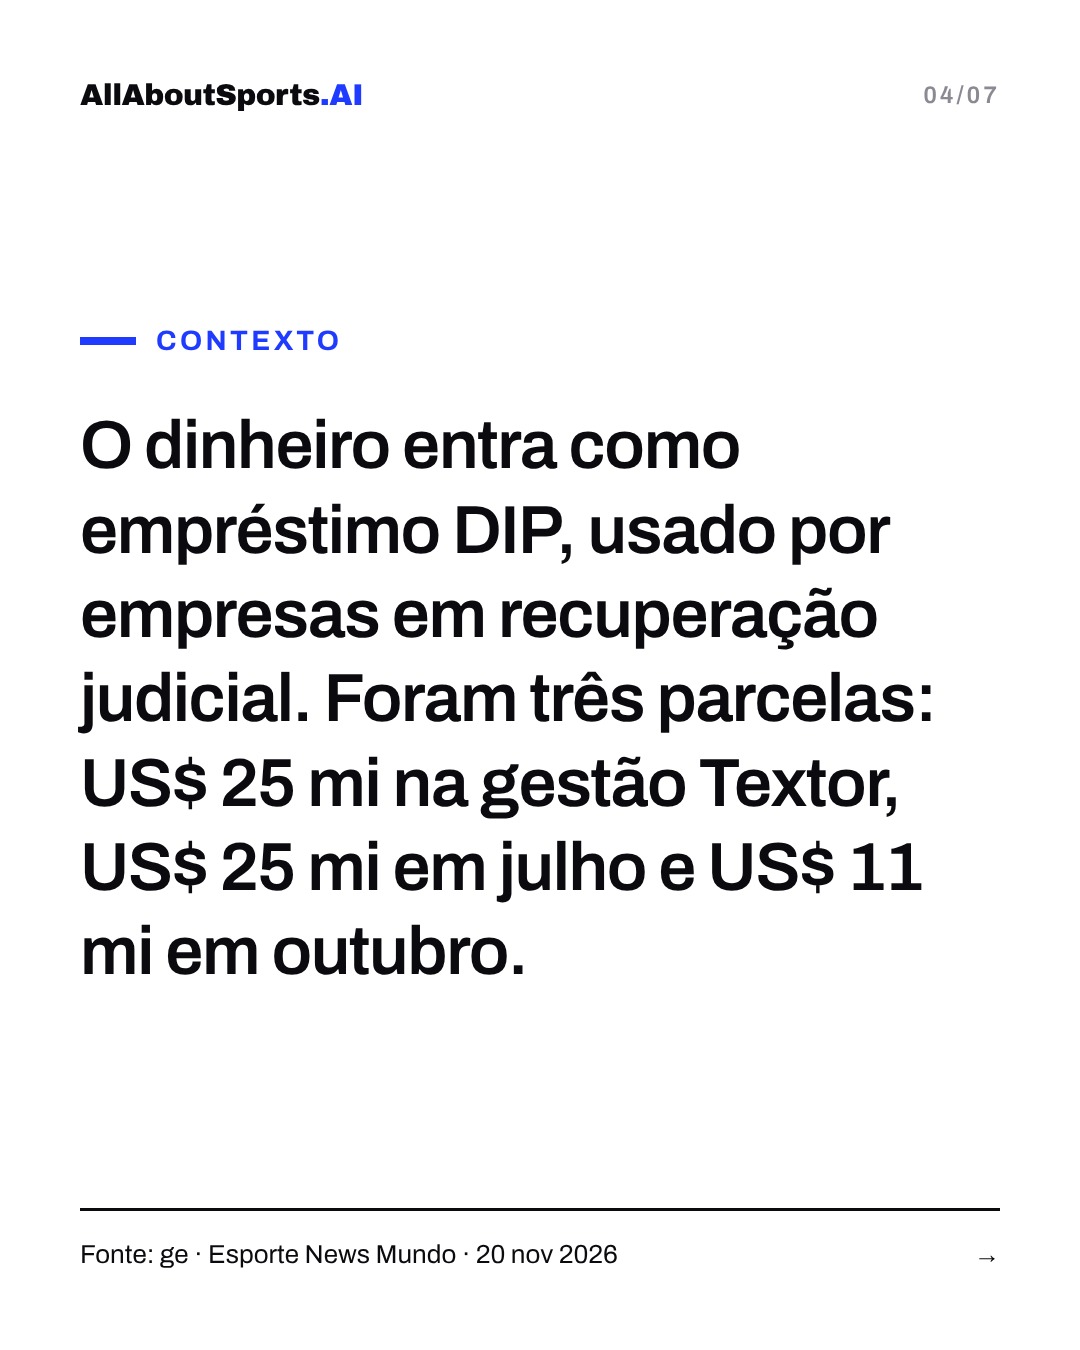 AllAboutSports.AI
04/07
CONTEXTO
O dinheiro entra como
empréstimo DIP, usado por
empresas em recuperação
judicial. Foram três parcelas:
US$ 25 mi na gestão Textor,
US$ 25 mi em julho e US$ 11
mi em outubro.
Fonte: ge · Esporte News Mundo · 20 nov 2026
→